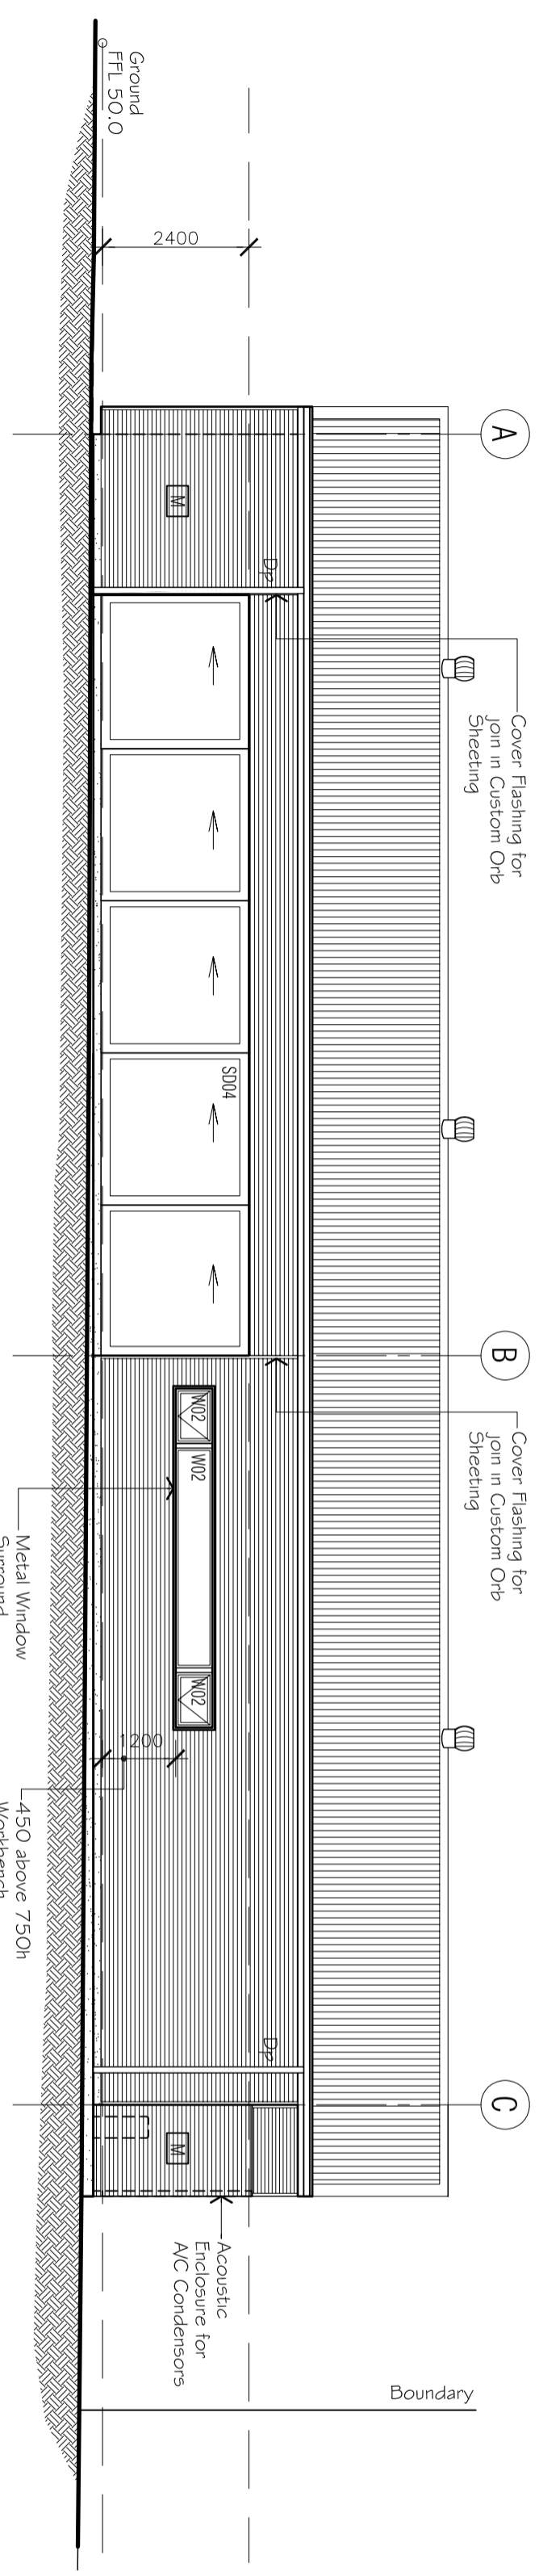 A
B
C
Cover Flashing for
join in Custom Orb
Sheeting
Cover Flashing for
join in Custom Orb
Sheeting
Boundary
Dp
Dp
Acoustic
Enclosure for
A/C Condensors
2400
SD04
M
W02
W02
W02
M
Ground
FFL 50.0
1200
Metal Window
Surround
450 above 750h
Workbench